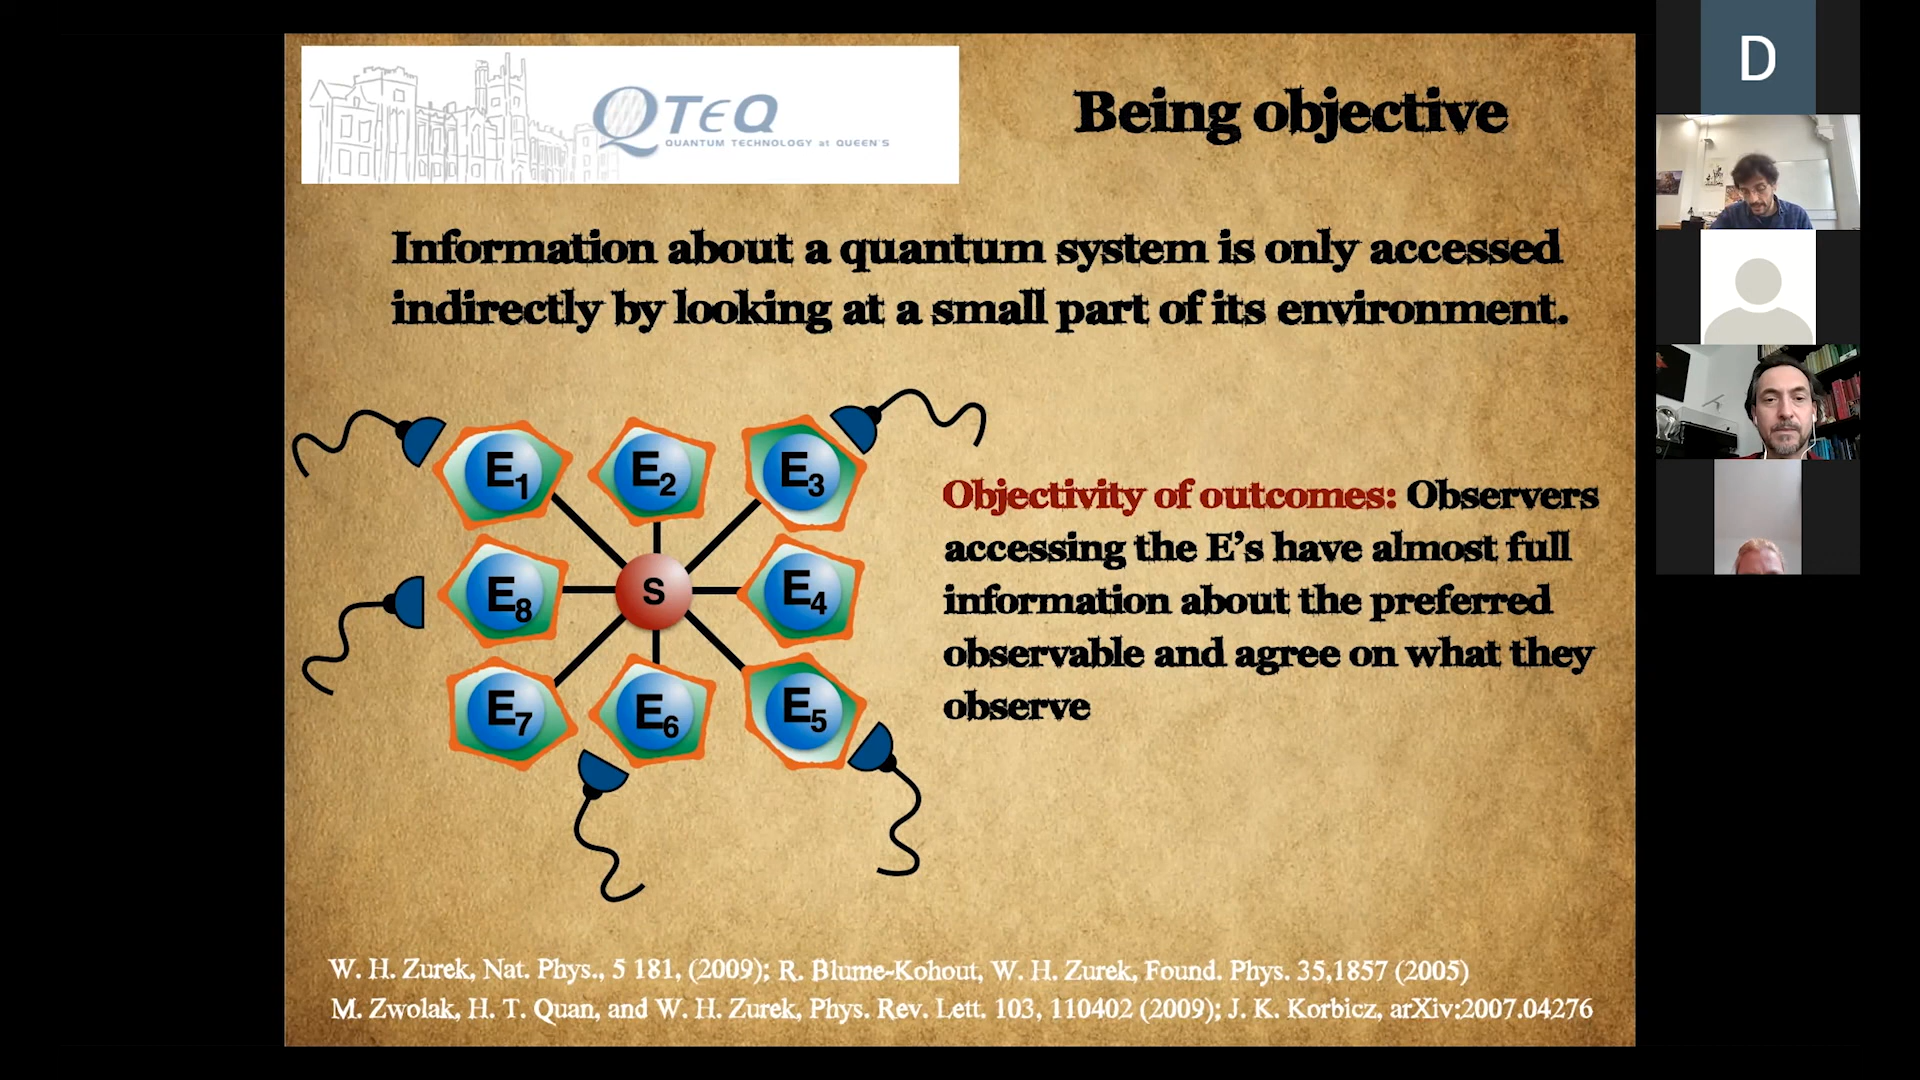 QTEQ
QUANTUM TECHNOLOGY at QUEEN'S
Being objective
Information about a quantum system is only accessed
indirectly by looking at a small part of its environment.
E1
E2
E3
E8
S
E4
E7
E6
E5
Objectivity of outcomes: Observers
accessing the E's have almost full
information about the preferred
observable and agree on what they
observe
W. H. Zurek, Nat. Phys., 5 181, (2009); R. Blume-Kohout, W. H. Zurek, Found. Phys. 35,1857 (2005)
M. Zwolak, H. T. Quan, and W. H. Zurek, Phys. Rev. Lett. 103, 110402 (2009); J. K. Korbicz, arXiv:2007.04276
D